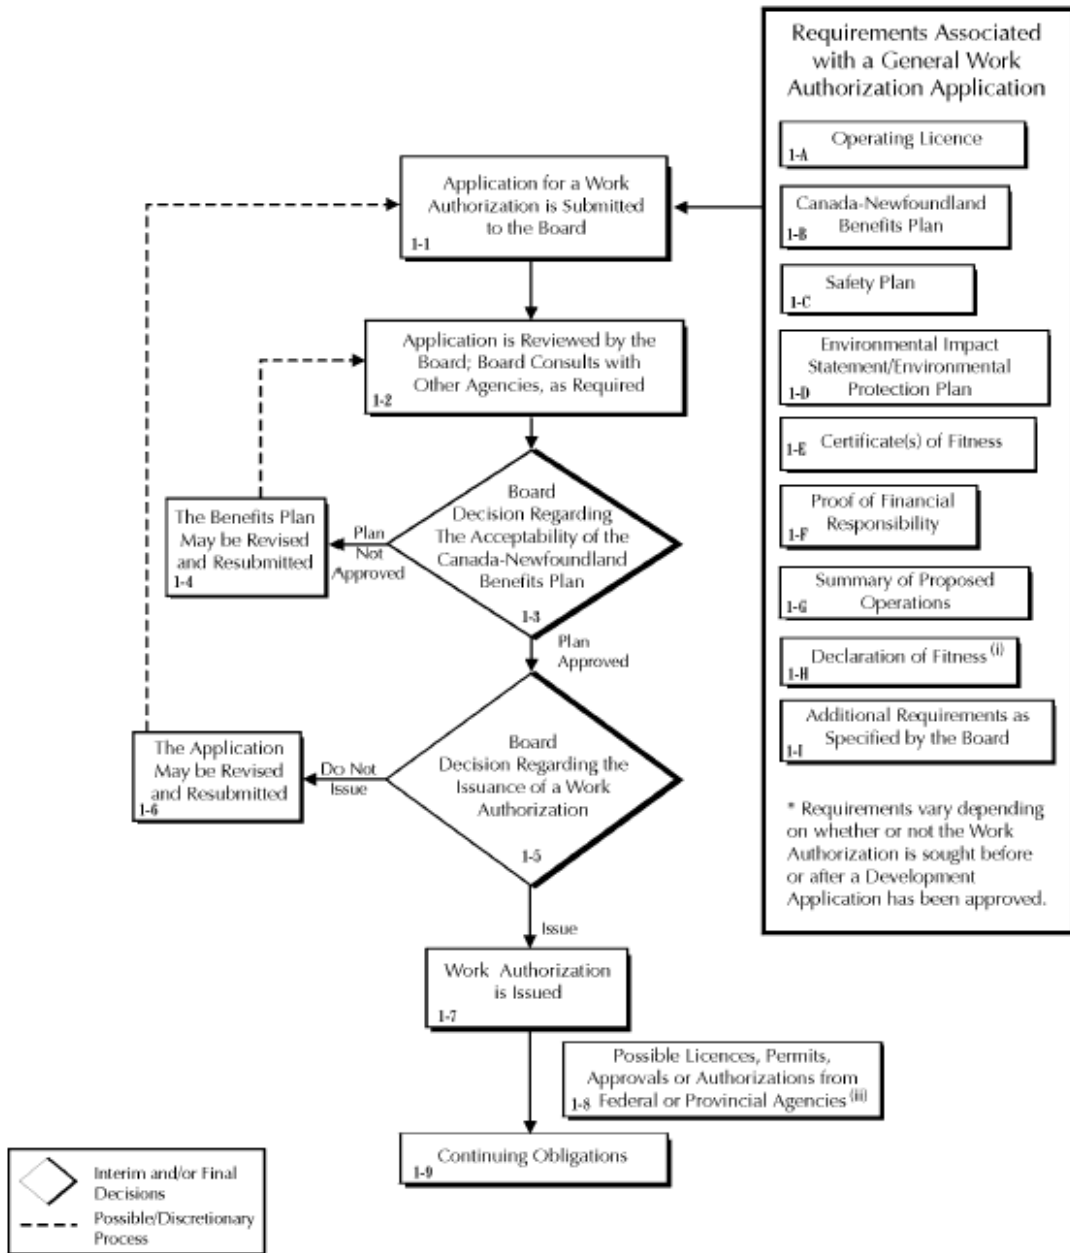 Requirements Associated
with a General Work
Authorization Application
Operating Licence
1-A
Canada-Newfoundland
Benefits Plan
1-B
Safety Plan
1-C
Environmental Impact
Statement/Environmental
Protection Plan
1-D
Certificate(s) of Fitness
1-E
Proof of Financial
Responsibility
1-F
Summary of Proposed
Operations
1-G
Declaration of Fitness (i)
1-H
Additional Requirements as
Specified by the Board
1-I
* Requirements vary depending
on whether or not the Work
Authorization is sought before
or after a Development
Application has been approved.
Application for a Work
Authorization is Submitted
to the Board
1-1
Application is Reviewed by the
Board; Board Consults with
Other Agencies, as Required
1-2
Board
Decision Regarding
The Acceptability of the
Canada-Newfoundland
Benefits Plan
1-3
Plan
Not
Approved
The Benefits Plan
May be Revised
and Resubmitted
1-4
Plan
Approved
Board
Decision Regarding the
Issuance of a Work
Authorization
1-5
Do Not
Issue
The Application
May be Revised
and Resubmitted
1-6
Issue
Work Authorization
is Issued
1-7
Possible Licences, Permits,
Approvals or Authorizations from
1-8 Federal or Provincial Agencies (ii)
Continuing Obligations
1-9
Interim and/or Final
Decisions
Possible/Discretionary
Process